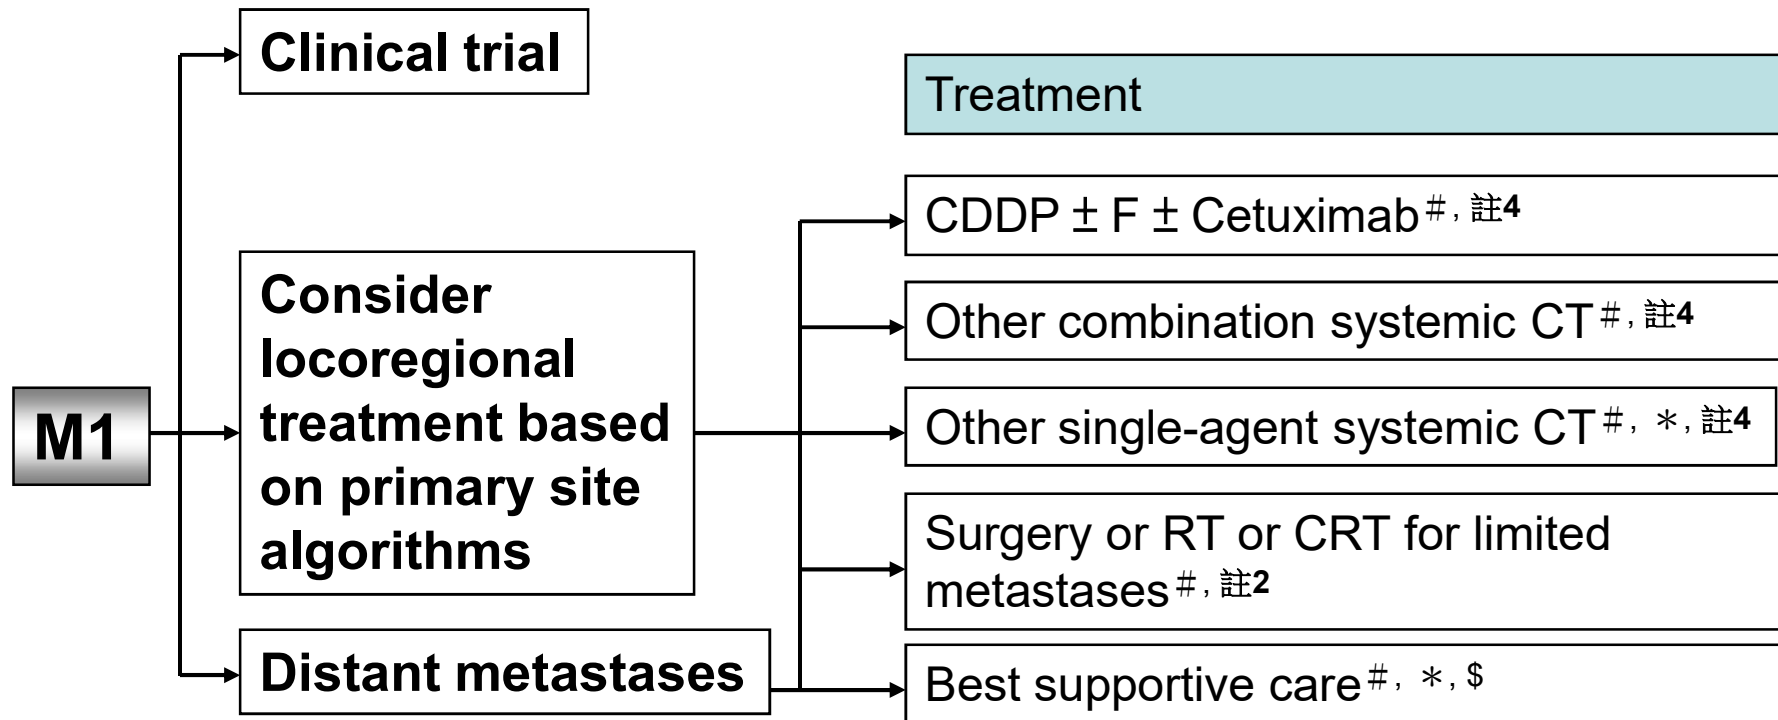 Clinical trial
Treatment
CDDP ± F ± Cetuximab #, 註4
Consider
locoregional
treatment based
on primary site
algorithms
Other combination systemic CT #, 註4
M1
Other single-agent systemic CT #, *, 註4
Surgery or RT or CRT for limited
metastases #, 註2
Distant metastases
Best supportive care #, *, $